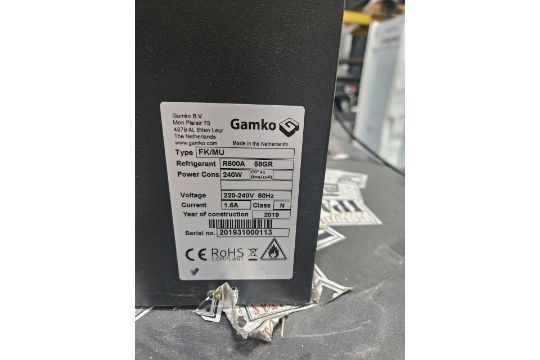 Gamko B.V.
Mon Plaisir 75
4879 AL Etten Leur
The Netherlands
www.gamko.com
Gamko
Made in the Netherlands
Type FK/MU
Refrigerant R600A 58GR
Power Cons 240W
Voltage 220-240V 50Hz
Current 1.6A Class N
Year of construction 2019
Serial no. 201931000113
CE RoHS
COMPLIANT